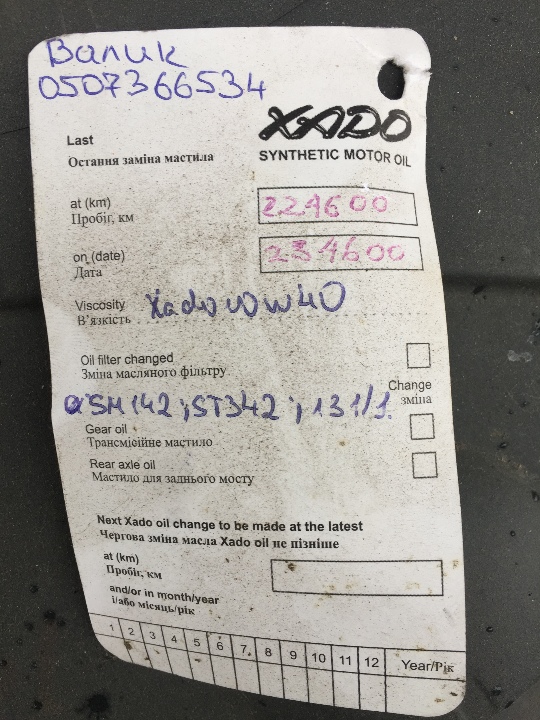 Валик
0507366534
XADO
SYNTHETIC MOTOR OIL
Last
Остання заміна мастила
at (km)
Пробіг, км
224600
on (date)
Дата
234600
Viscosity
В'язкість
Xado 10w40
Oil filter changed
Зміна масляного фільтру
Change
зміна
SM142; ST342; 131/1.
Gear oil
Трансмісійне мастило
Rear axle oil
Мастило для заднього мосту
Next Xado oil change to be made at the latest
Чергова зміна масла Xado oil не пізніше
at (km)
Пробіг, км
and/or in month/year
і/або місяць/рік
1 2 3 4 5 6 7 8 9 10 11 12 Year/Рік